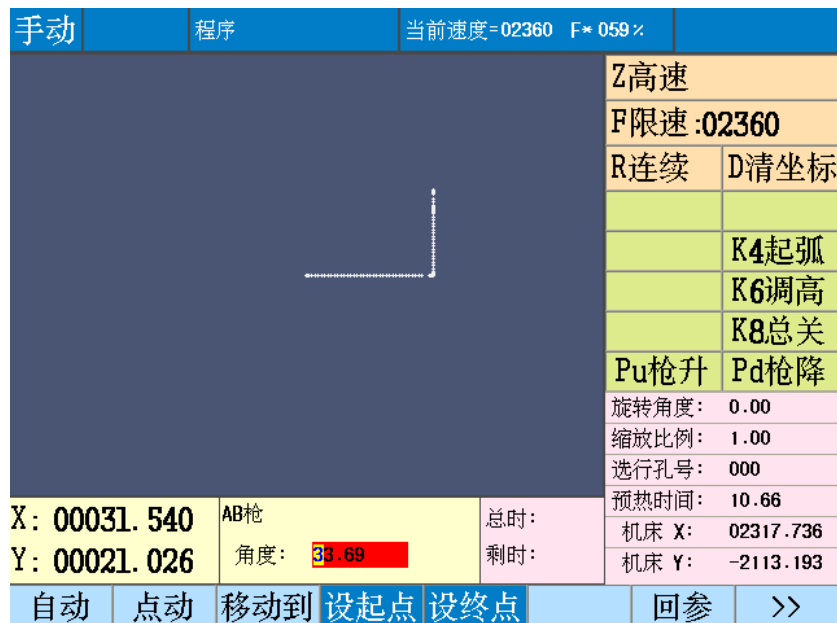 手动 程序 当前速度=02360 F* 059%
Z高速
F限速:02360
R连续 D清坐标
K4起弧
K6调高
K8总关
Pu枪升 Pd枪降
旋转角度: 0.00
缩放比例: 1.00
选行孔号: 000
预热时间: 10.66
机床 X: 02317.736
机床 Y: -2113.193
X: 00031.540
Y: 00021.026
AB枪
角度: 33.69
总时:
剩时:
自动 点动 移动到 设起点 设终点 回参 >>